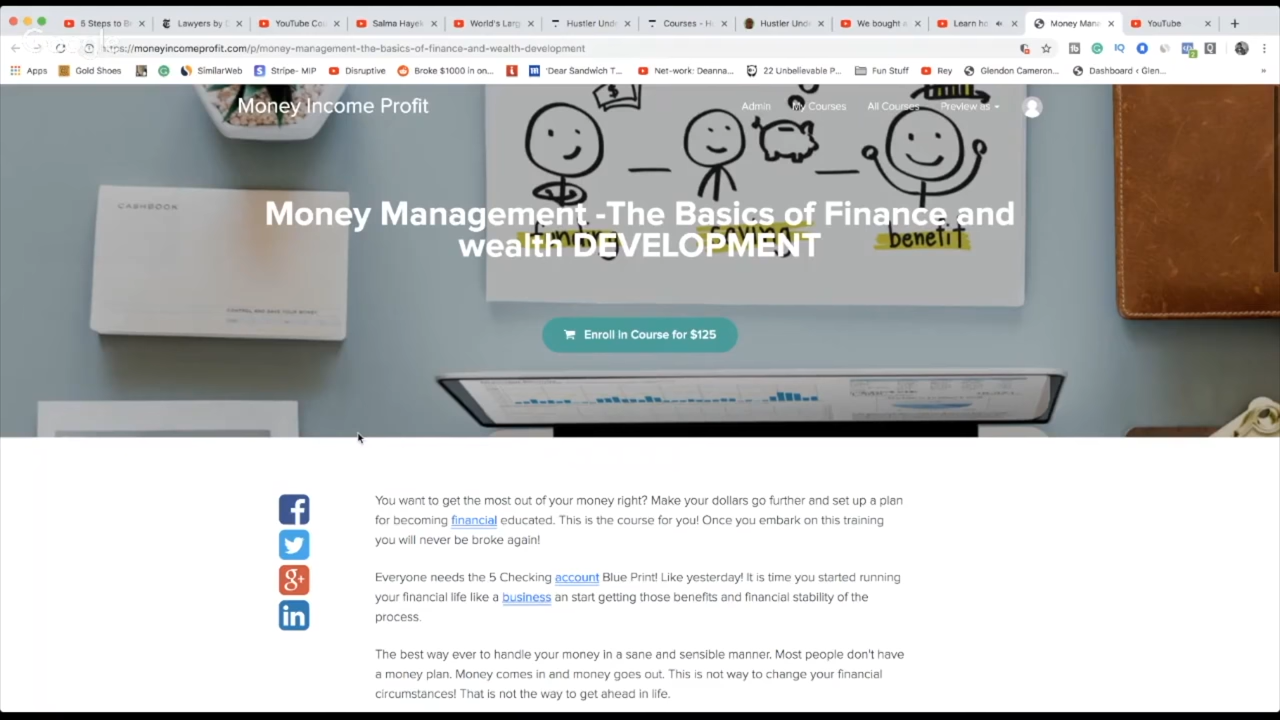 5 Steps to B
Lawyers by D
YouTube Cou
Salma Hayek
World's Larg
Hustler Unde
Courses - H
Hustler Unde
We bought a
Learn ho
Money Mana
YouTube
https://moneyincomeprofit.com/p/money-management-the-basics-of-finance-and-wealth-development
Apps
Gold Shoes
SimilarWeb
Stripe- MIP
Disruptive
Broke $1000 in on...
'Dear Sandwich T...
Net-work: Deanna...
22 Unbelievable P...
Fun Stuff
Rey
Glendon Cameron...
Dashboard ‹ Glen...
»
Money Income Profit
Admin
My Courses
All Courses
Preview as
CASHBOOK
Money Management -The Basics of Finance and
wealth DEVELOPMENT
saving
benefit
Enroll in Course for $125
You want to get the most out of your money right? Make your dollars go further and set up a plan
for becoming financial educated. This is the course for you! Once you embark on this training
you will never be broke again!
Everyone needs the 5 Checking account Blue Print! Like yesterday! It is time you started running
your financial life like a business an start getting those benefits and financial stability of the
process.
The best way ever to handle your money in a sane and sensible manner. Most people don't have
a money plan. Money comes in and money goes out. This is not way to change your financial
circumstances! That is not the way to get ahead in life.